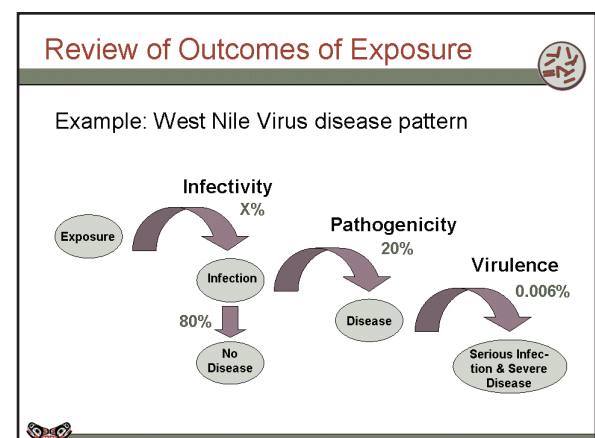 Review of Outcomes of Exposure
Example: West Nile Virus disease pattern
Infectivity
X%
Exposure
Pathogenicity
20%
Infection
Virulence
0.006%
80%
Disease
No
Disease
Serious Infec-
tion & Severe
Disease